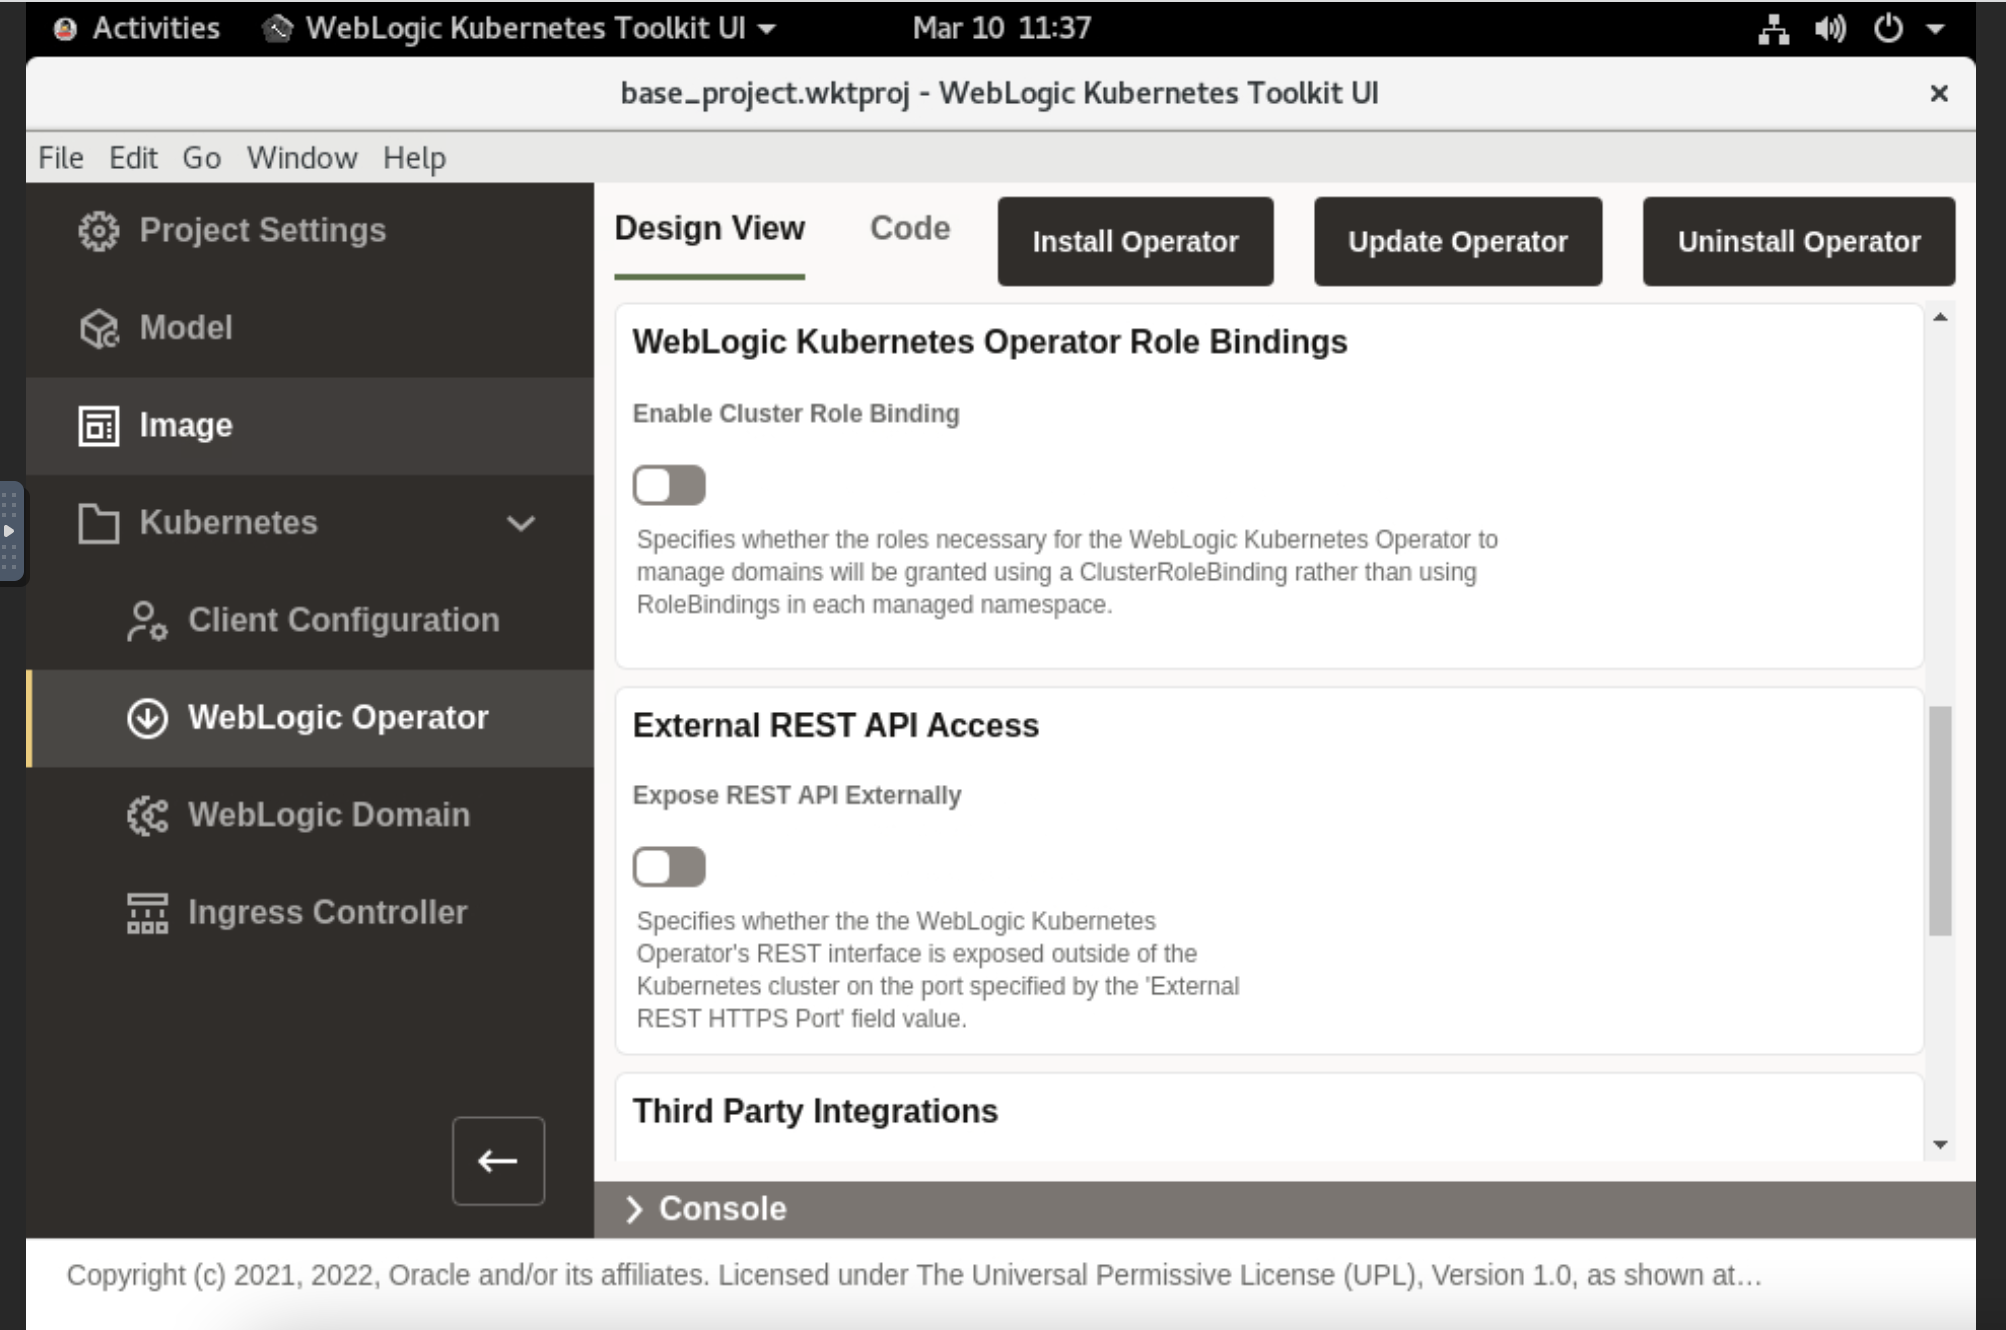 Activities WebLogic Kubernetes Toolkit UI Mar 10 11:37
base_project.wktproj - WebLogic Kubernetes Toolkit UI ×
File Edit Go Window Help
Project Settings
Model
Image
Kubernetes
Client Configuration
WebLogic Operator
WebLogic Domain
Ingress Controller
Design View Code Install Operator Update Operator Uninstall Operator
WebLogic Kubernetes Operator Role Bindings
Enable Cluster Role Binding
Specifies whether the roles necessary for the WebLogic Kubernetes Operator to
manage domains will be granted using a ClusterRoleBinding rather than using
RoleBindings in each managed namespace.
External REST API Access
Expose REST API Externally
Specifies whether the the WebLogic Kubernetes
Operator's REST interface is exposed outside of the
Kubernetes cluster on the port specified by the 'External
REST HTTPS Port' field value.
Third Party Integrations
Console
Copyright (c) 2021, 2022, Oracle and/or its affiliates. Licensed under The Universal Permissive License (UPL), Version 1.0, as shown at…